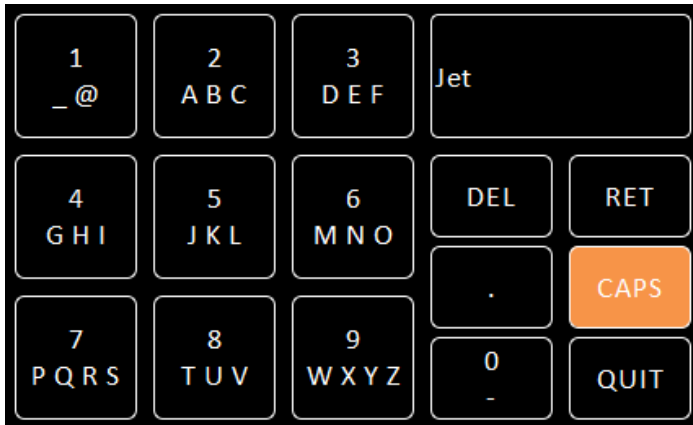 1
_ @
2
A B C
3
D E F
Jet
4
G H I
5
J K L
6
M N O
DEL
RET
.
CAPS
7
P Q R S
8
T U V
9
W X Y Z
0
-
QUIT